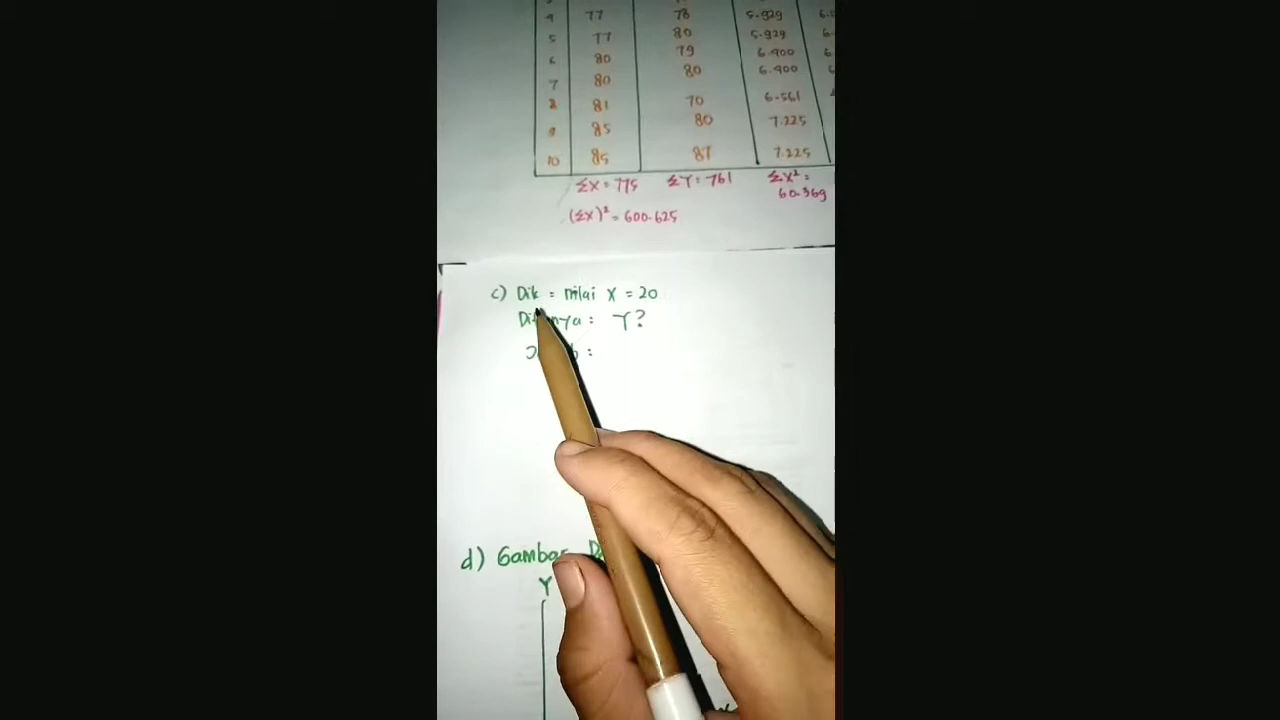 4 77 78 5.929
5 77 80 5.929
6 80 79 6.400
7 80 80 6.400
8 81 70 6.561
9 85 80 7.225
10 85 87 7.225
ΣX = 775 ΣY = 761 ΣX² = 60.369
(ΣX)² = 600.625
c) Dik = nilai X = 20
: Y?
:
d) Gambar
Y